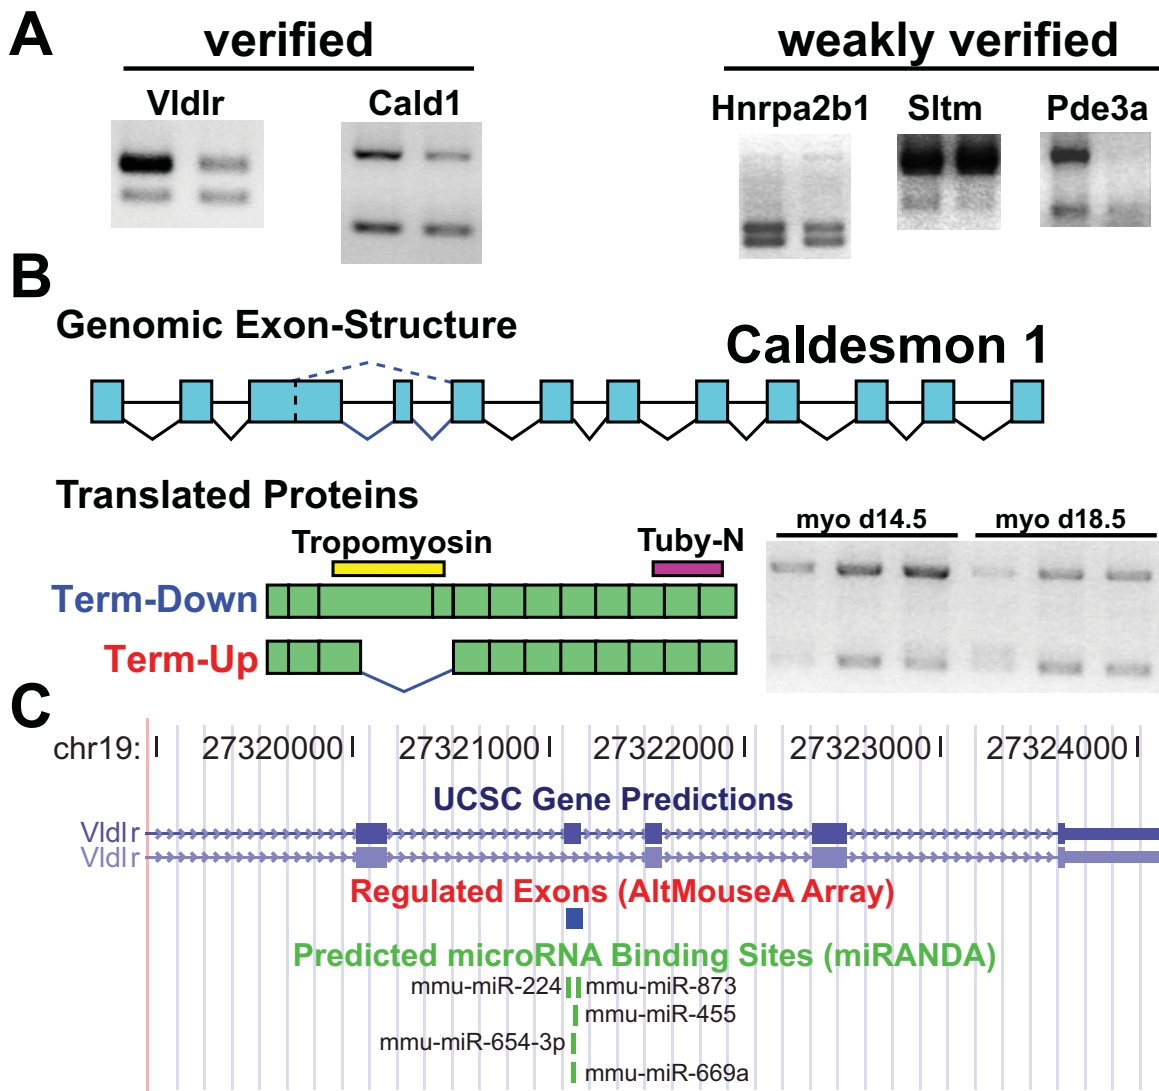 A
verified
weakly verified
Vldlr
Cald1
Hnrpa2b1
Sltm
Pde3a
B
Genomic Exon-Structure
Caldesmon 1
Translated Proteins
myo d14.5
myo d18.5
Tropomyosin
Tuby-N
Term-Down
Term-Up
C
chr19: 27320000 27321000 27322000 27323000 27324000
UCSC Gene Predictions
Vldlr
Vldlr
Regulated Exons (AltMouseA Array)
Predicted microRNA Binding Sites (miRANDA)
mmu-miR-224 mmu-miR-873
mmu-miR-455
mmu-miR-654-3p
mmu-miR-669a